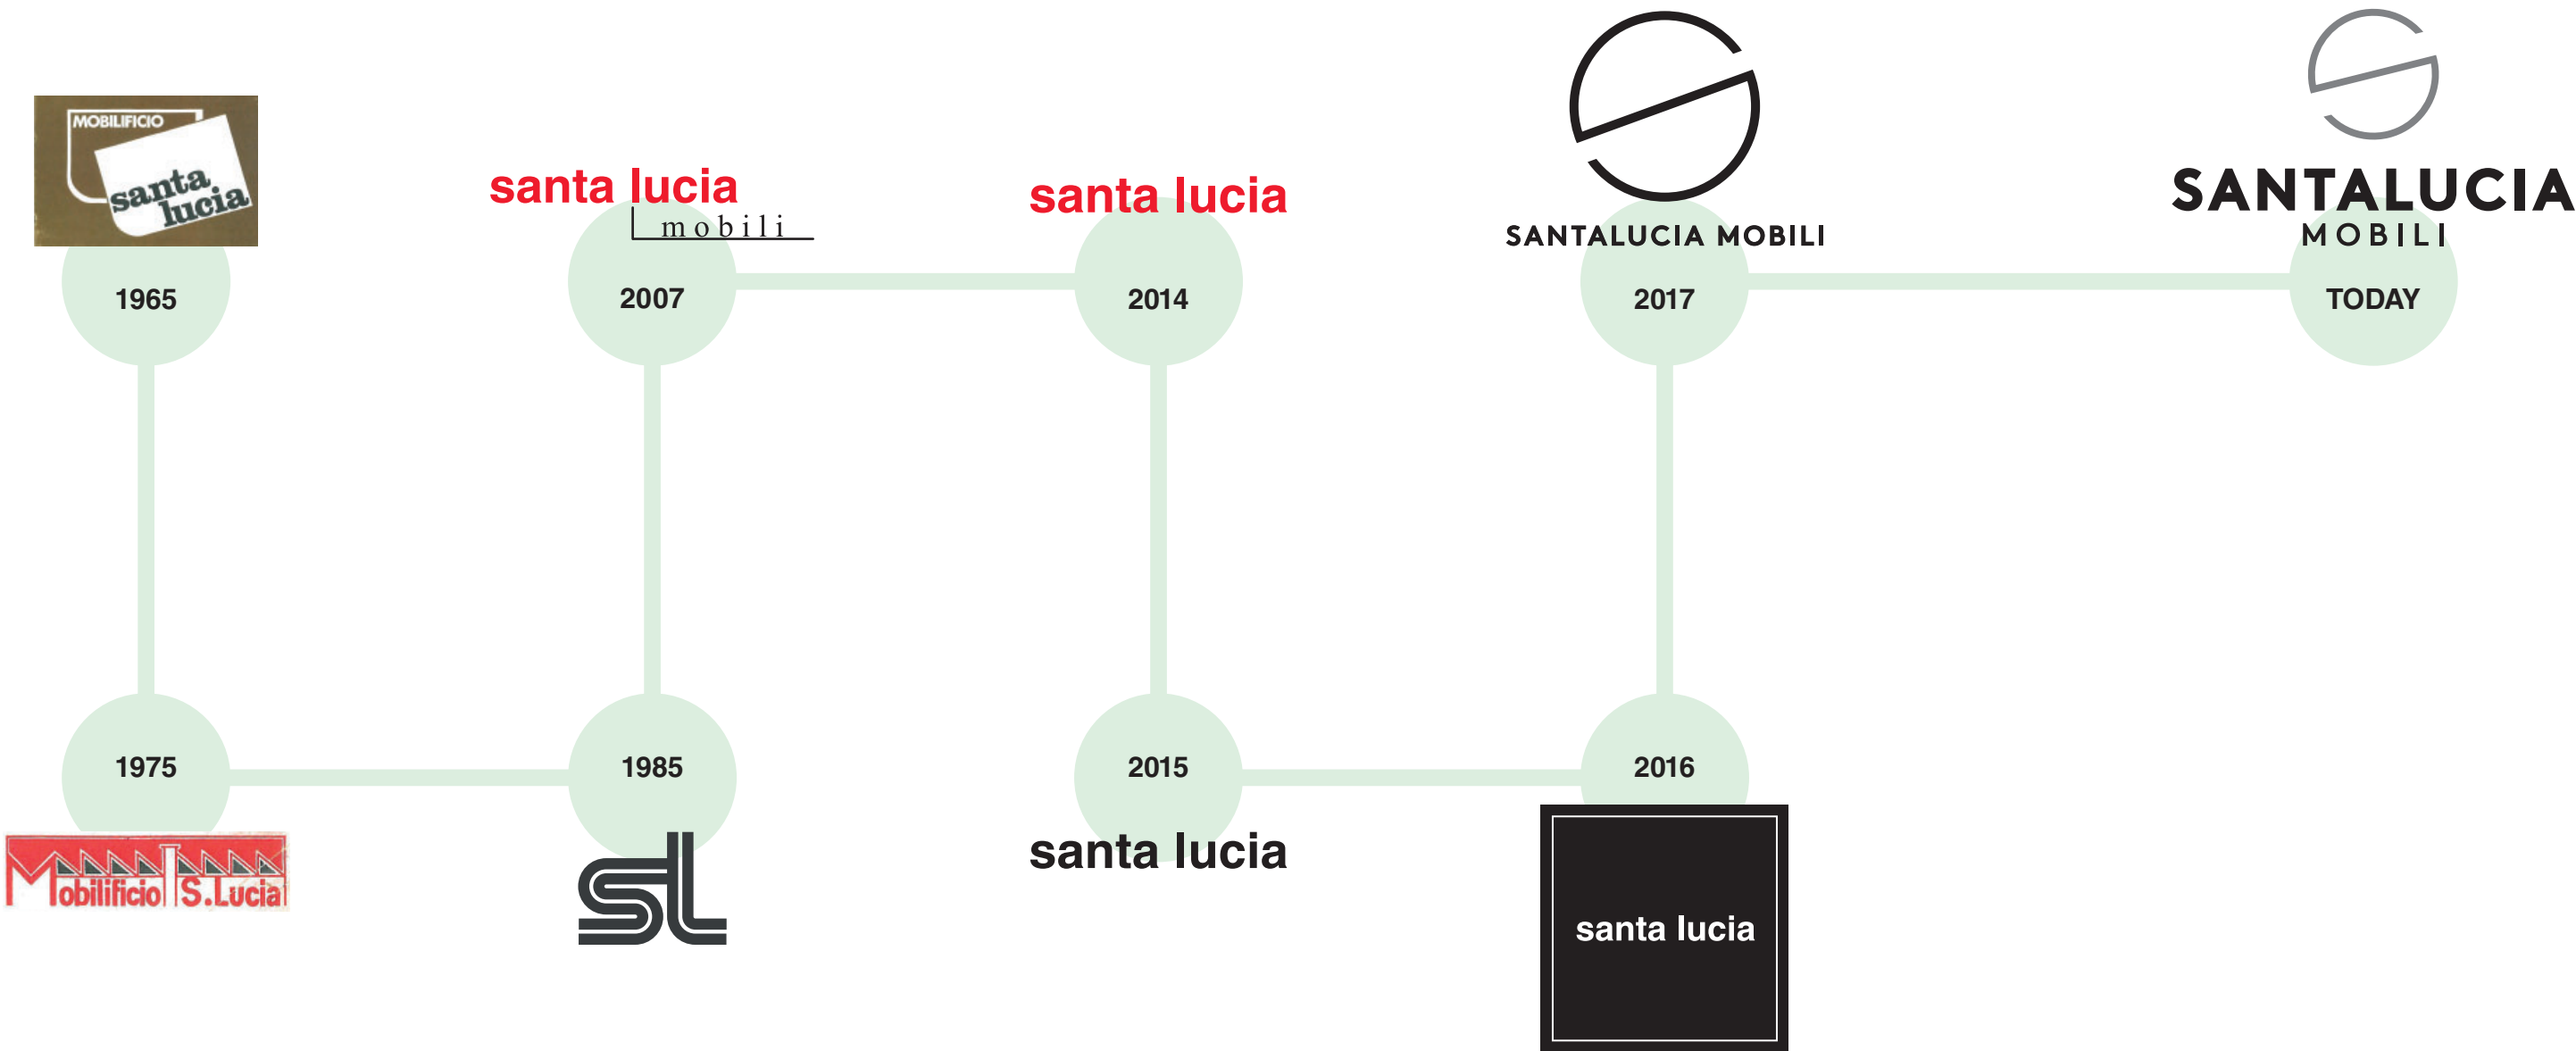 MOBILIFICIO
santa
lucia
1965
1975
Mobilificio S.Lucia
1985
sl
santa lucia
mobili
2007
santa lucia
2014
2015
santa lucia
2016
santa lucia
SANTALUCIA MOBILI
2017
SANTALUCIA
MOBILI
TODAY